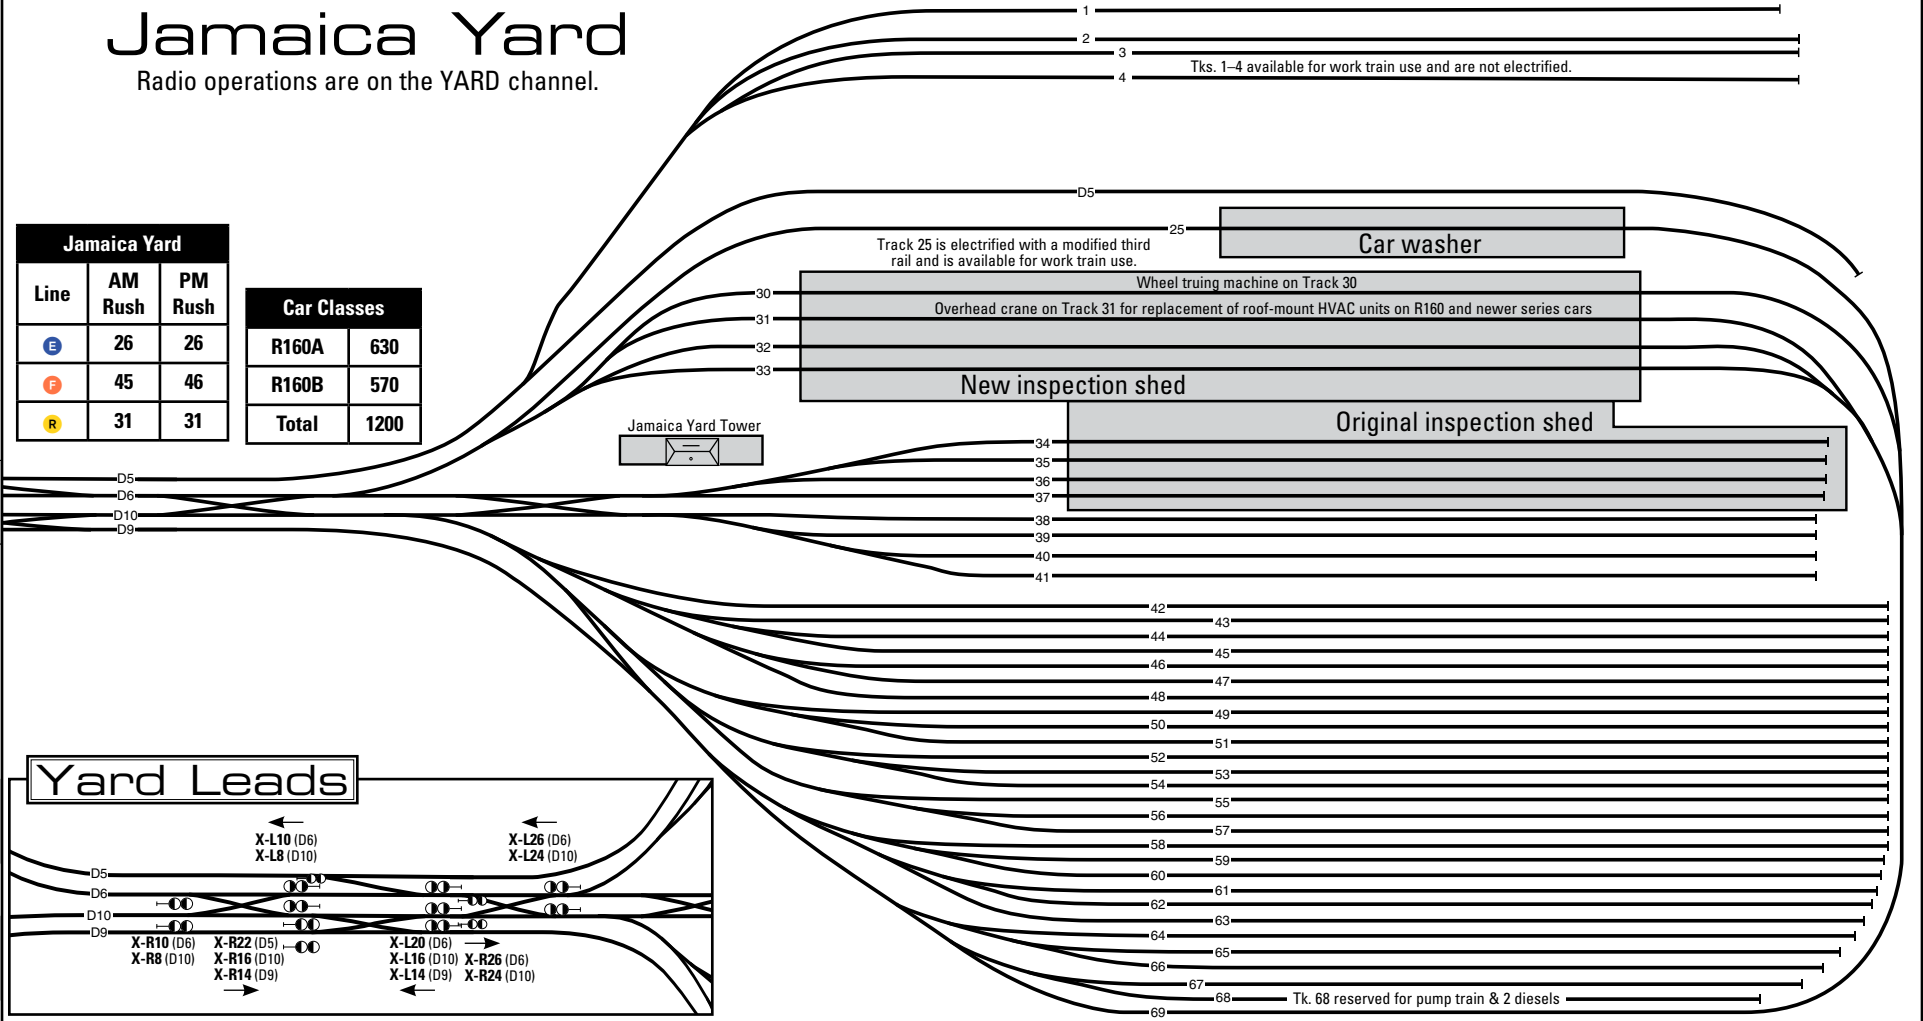 Jamaica Yard
Radio operations are on the YARD channel.
1
2
3
Tks. 1–4 available for work train use and are not electrified.
4
D5
25
Car washer
Track 25 is electrified with a modified third
rail and is available for work train use.
Jamaica Yard
Line AM Rush PM Rush
E 26 26
F 45 46
R 31 31
Car Classes
R160A 630
R160B 570
Total 1200
Wheel truing machine on Track 30
30
Overhead crane on Track 31 for replacement of roof-mount HVAC units on R160 and newer series cars
31
32
33
New inspection shed
Original inspection shed
Jamaica Yard Tower
34
35
36
37
D5
D6
D10
D9
38
39
40
41
42
43
44
45
46
47
48
49
50
51
52
53
54
55
56
57
58
59
60
61
62
63
64
65
66
67
68
Tk. 68 reserved for pump train & 2 diesels
69
Yard Leads
X-L10 (D6)
X-L8 (D10)
X-L26 (D6)
X-L24 (D10)
D5
D6
D10
D9
X-R10 (D6)
X-R8 (D10)
X-R22 (D5)
X-R16 (D10)
X-R14 (D9)
X-L20 (D6)
X-L16 (D10)
X-L14 (D9)
X-R26 (D6)
X-R24 (D10)